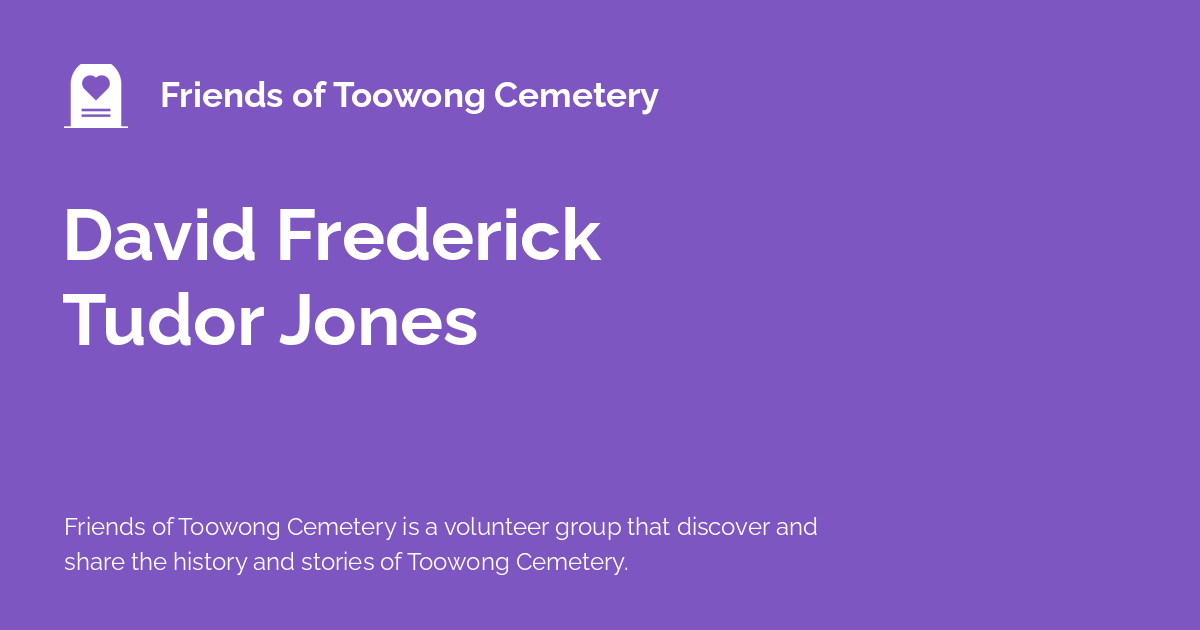 Friends of Toowong Cemetery
David Frederick
Tudor Jones
Friends of Toowong Cemetery is a volunteer group that discover and
share the history and stories of Toowong Cemetery.